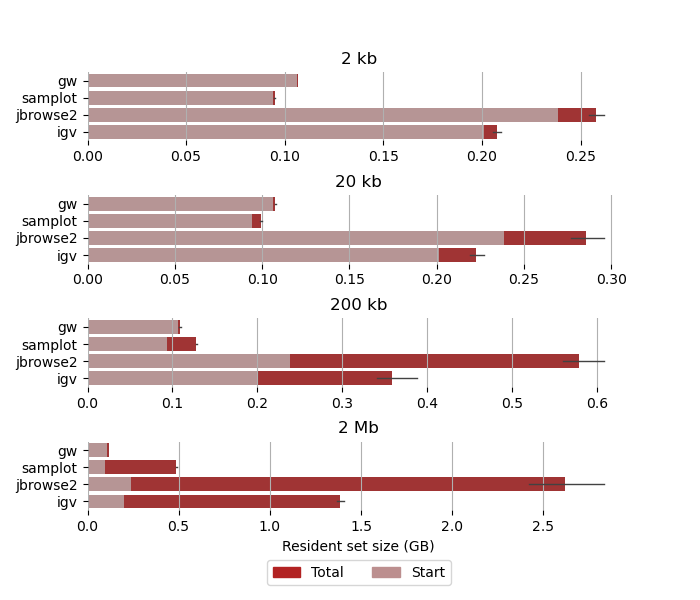 2 kb
gw
samplot
jbrowse2
igv
0.00 0.05 0.10 0.15 0.20 0.25
20 kb
gw
samplot
jbrowse2
igv
0.00 0.05 0.10 0.15 0.20 0.25 0.30
200 kb
gw
samplot
jbrowse2
igv
0.0 0.1 0.2 0.3 0.4 0.5 0.6
2 Mb
gw
samplot
jbrowse2
igv
0.0 0.5 1.0 1.5 2.0 2.5
Resident set size (GB)
Total Start